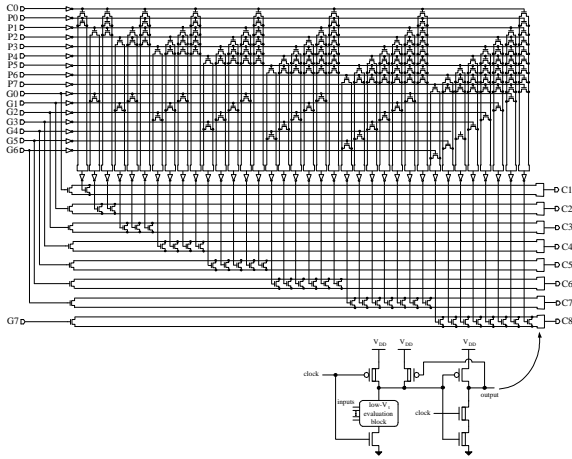 C0
P0
P1
P2
P3
P4
P5
P6
P7
G0
G1
G2
G3
G4
G5
G6
C1
C2
C3
C4
C5
C6
C7
G7
C8
VDD
VDD
VDD
clock
output
inputs
low-Vt
evaluation
block
clock